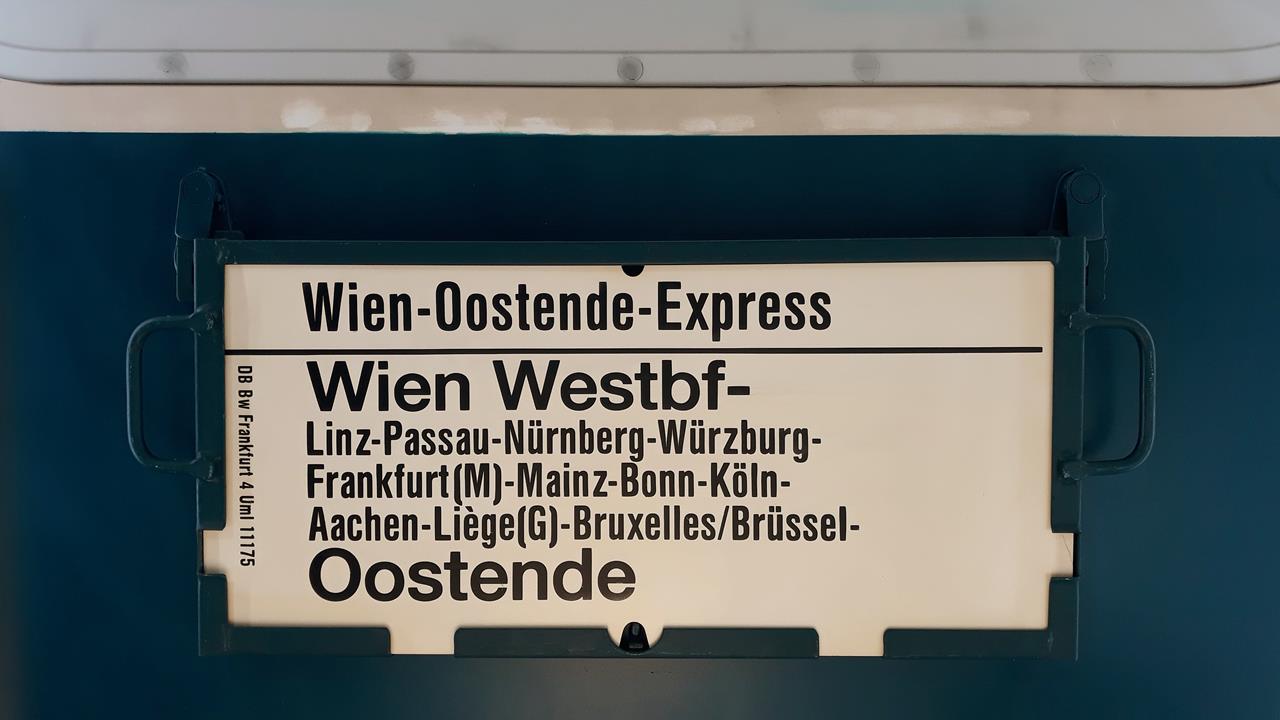 Wien-Oostende-Express
Wien Westbf-
Linz-Passau-Nürnberg-Würzburg-
Frankfurt(M)-Mainz-Bonn-Köln-
Aachen-Liège(G)-Bruxelles/Brüssel-
Oostende
DB Bw Frankfurt 4 Uml 11175